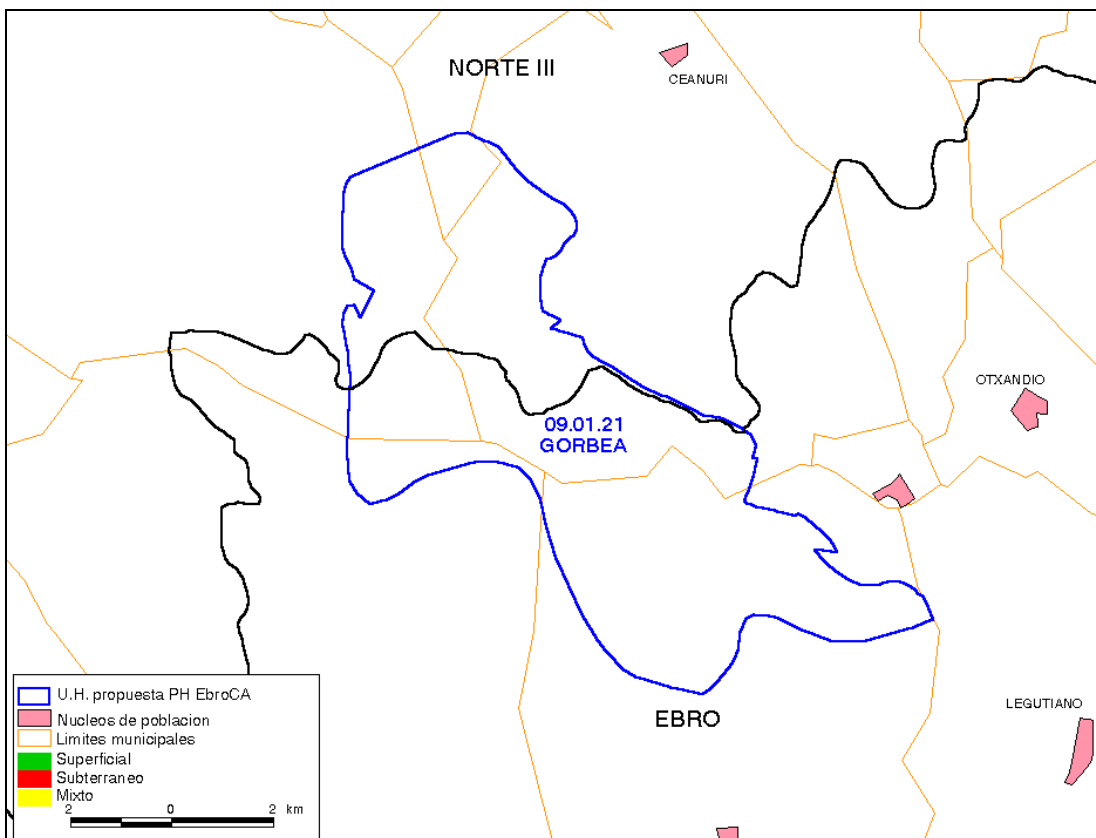 NORTE III
CEANURI
OTXANDIO
09.01.21
GORBEA
LEGUTIANO
EBRO
U.H. propuesta PH EbroCA
Nucleos de poblacion
Limites municipales
Superficial
Subterraneo
Mixto
2 0 2 km